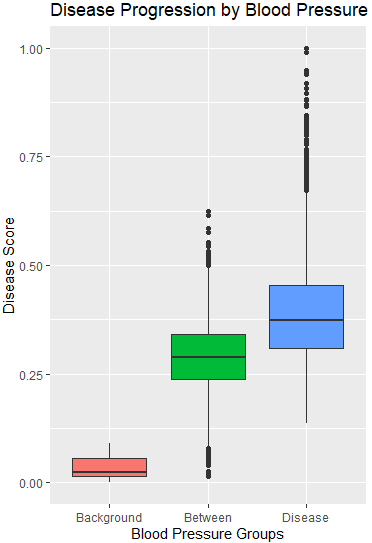 Disease Progression by Blood Pressure
Disease Score
1.00
0.75
0.50
0.25
0.00
Background Between Disease
Blood Pressure Groups